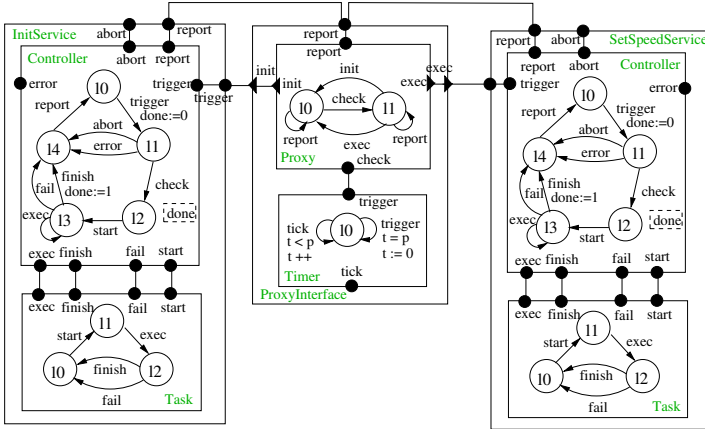 InitService
abort
report
Controller
abort
report
error
trigger
trigger
l0
report
trigger
done:=0
abort
error
l4
l1
finish
done:=1
check
fail
exec
l3
l2
start
done
exec
finish
fail
start
exec
finish
fail
start
l1
start
exec
l0
finish
l2
fail
Task
report
report
init
init
init
exec
exec
l0
check
l1
report
report
exec
Proxy
check
trigger
tick
t < p
t ++
l0
trigger
t = p
t := 0
Timer
tick
ProxyInterface
report
abort
SetSpeedService
report
abort
Controller
trigger
error
l0
report
trigger
done:=0
abort
error
l4
l1
finish
done:=1
check
fail
exec
l3
l2
start
done
exec
finish
fail
start
exec
finish
fail
start
l1
start
exec
l0
finish
l2
fail
Task